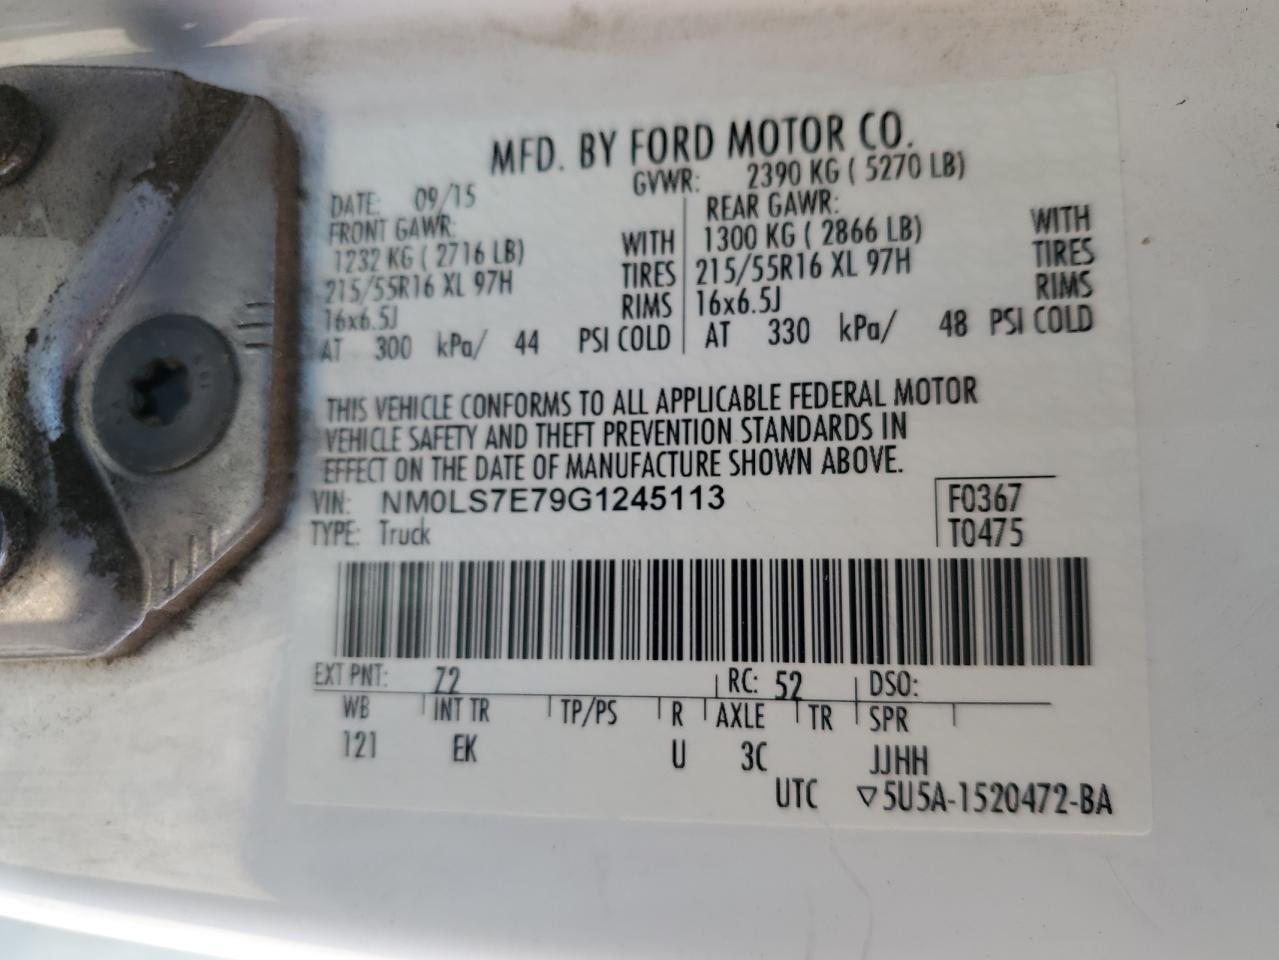 MFD. BY FORD MOTOR CO.
DATE: 09/15 GVWR: 2390 KG ( 5270 LB)
FRONT GAWR: REAR GAWR:
1232 KG ( 2716 LB) WITH 1300 KG ( 2866 LB) WITH
215/55R16 XL 97H TIRES 215/55R16 XL 97H TIRES
16x6.5J RIMS 16x6.5J RIMS
AT 300 kPa/ 44 PSI COLD AT 330 kPa/ 48 PSI COLD
THIS VEHICLE CONFORMS TO ALL APPLICABLE FEDERAL MOTOR
VEHICLE SAFETY AND THEFT PREVENTION STANDARDS IN
EFFECT ON THE DATE OF MANUFACTURE SHOWN ABOVE.
VIN: NM0LS7E79G1245113 F0367
TYPE: Truck T0475
EXT PNT: Z2 RC: 52 DSO:
WB INT TR TP/PS R AXLE TR SPR
121 EK U 3C JJHH
UTC ▽5U5A-1520472-BA